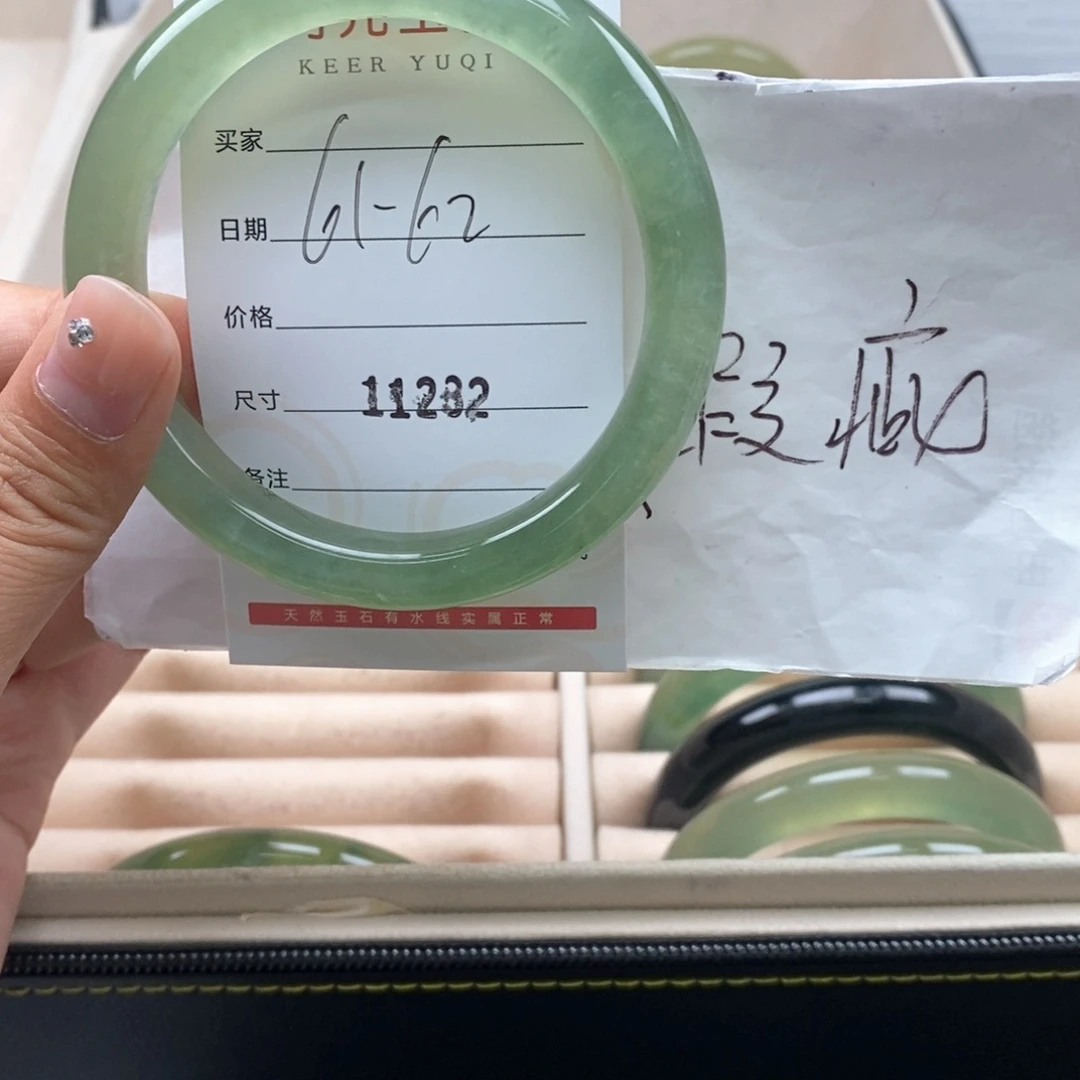 KEER YUQI
买家
日期 61-62
价格
尺寸 11282
备注
天然玉石有水线实属正常